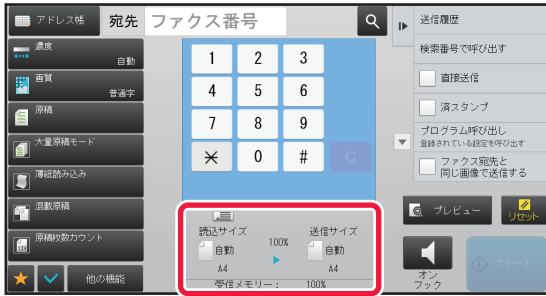 アドレス帳
宛先
ファクス番号
濃度
自動
画質
普通字
原稿
大量原稿モード
薄紙読み込み
混載原稿
原稿枚数カウント
123
他の機能
1 2 3
4 5 6
7 8 9
＊ 0 # C
読込サイズ
自動
A4
100%
送信サイズ
自動
A4
受信メモリー： 100%
送信履歴
検索番号で呼び出す
直接送信
済スタンプ
プログラム呼び出し
登録されている設定を呼び出す
ファクス宛先と
同じ画像で送信する
プレビュー
リセット
オン
フック
スタート